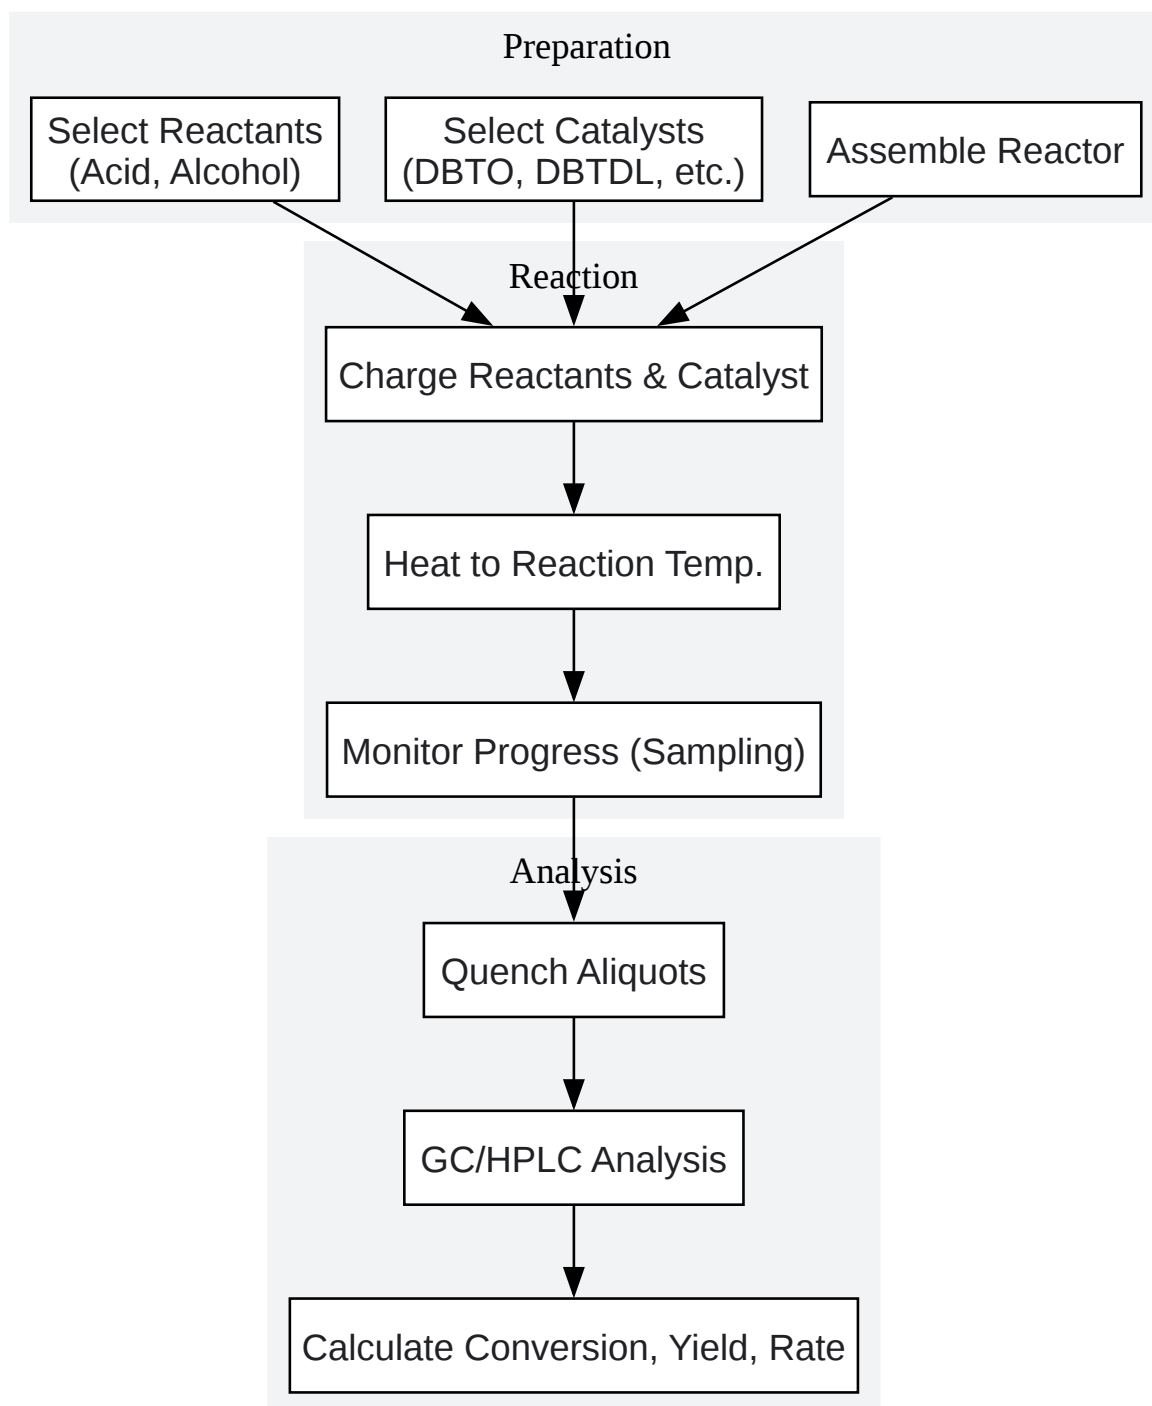 Preparation
Select Reactants
(Acid, Alcohol)
Select Catalysts
(DBTO, DBTDL, etc.)
Assemble Reactor
Reaction
Charge Reactants & Catalyst
Heat to Reaction Temp.
Monitor Progress (Sampling)
Analysis
Quench Aliquots
GC/HPLC Analysis
Calculate Conversion, Yield, Rate